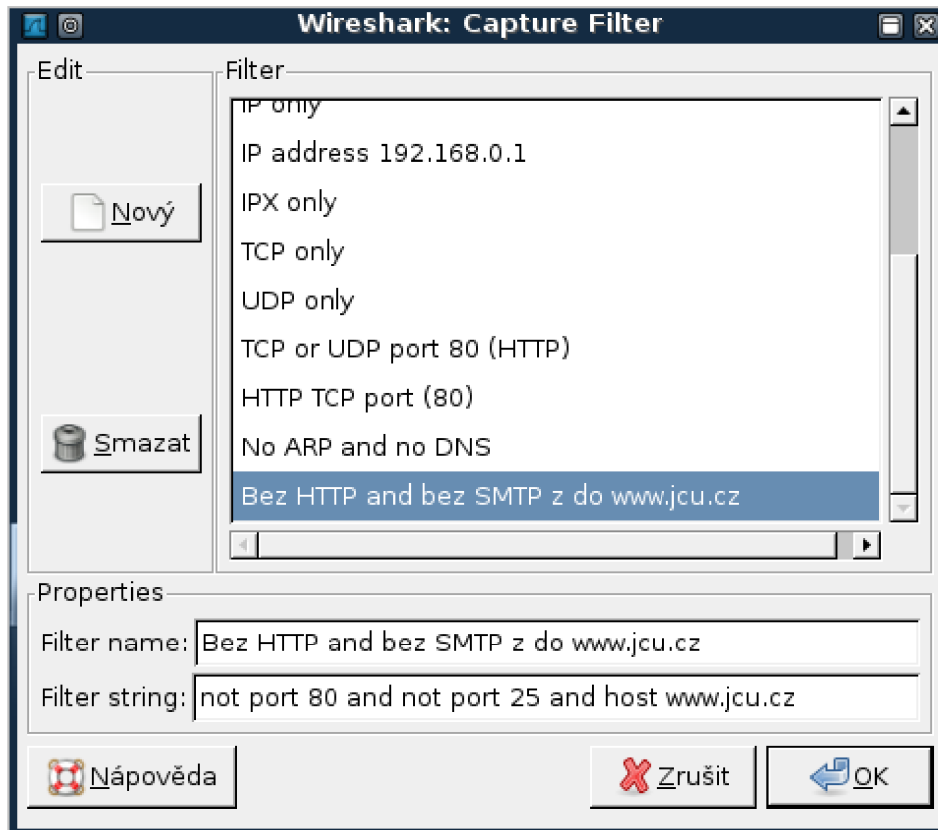 Wireshark: Capture Filter
Edit
Filter
IP only
IP address 192.168.0.1
IPX only
Nový
TCP only
UDP only
TCP or UDP port 80 (HTTP)
HTTP TCP port (80)
Smazat
No ARP and no DNS
Bez HTTP and bez SMTP z do www.jcu.cz
Properties
Filter name: Bez HTTP and bez SMTP z do www.jcu.cz
Filter string: not port 80 and not port 25 and host www.jcu.cz
Nápověda
Zrušit
OK